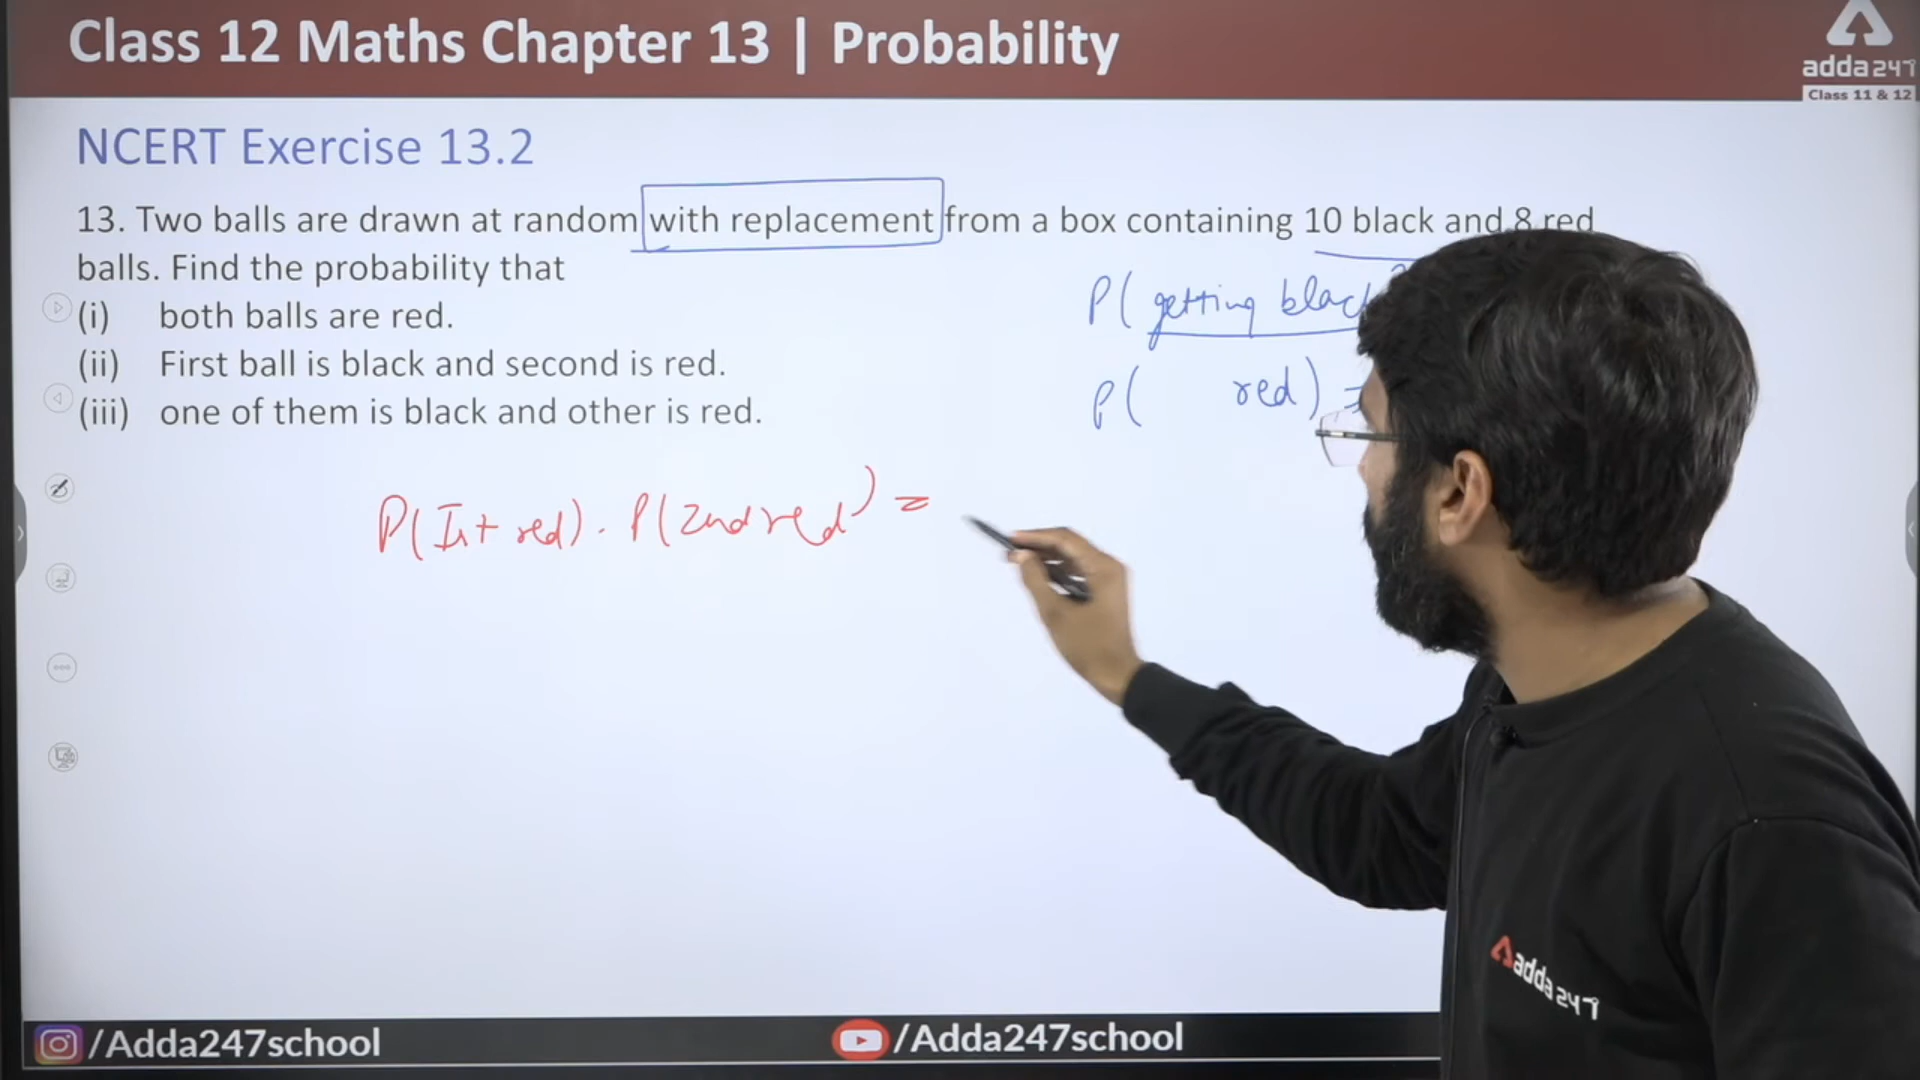 Class 12 Maths Chapter 13 | Probability
adda247
Class 11 & 12
NCERT Exercise 13.2
13. Two balls are drawn at random with replacement from a box containing 10 black and 8 red
balls. Find the probability that
(i) both balls are red.
(ii) First ball is black and second is red.
(iii) one of them is black and other is red.
P( getting black
P( red) =
P(Ist red) . P(2nd red) =
adda247
/Adda247school
/Adda247school